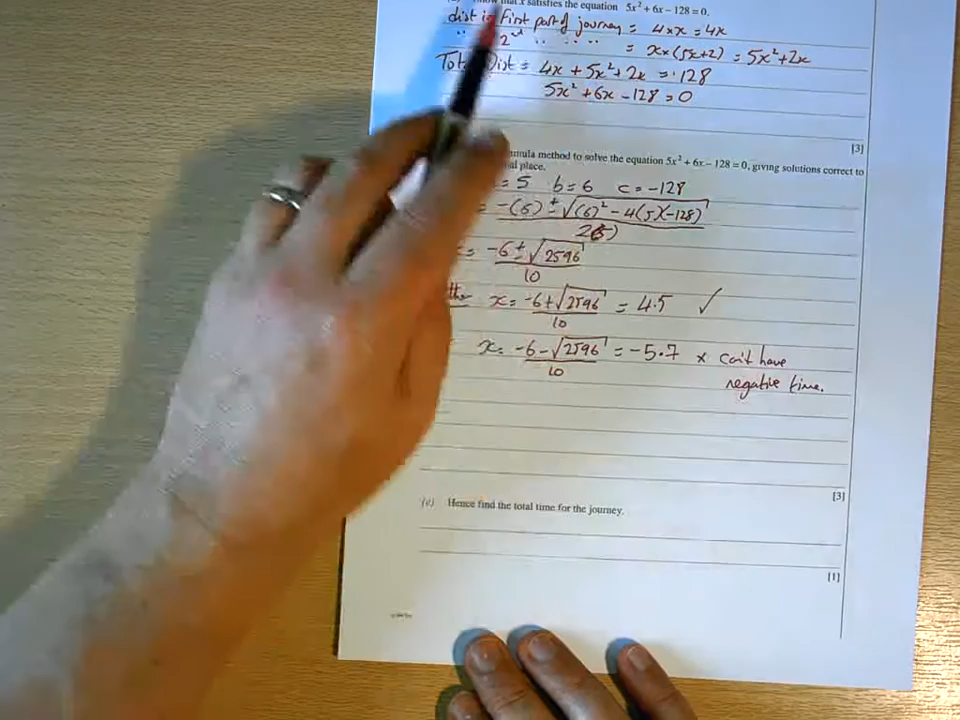 that x satisfies the equation 5x² + 6x − 128 = 0.
dist in first part of journey = 4 × x = 4x
" " 2nd " " " " = x × (5x+2) = 5x² + 2x
Total Dist = 4x + 5x² + 2x = 128
5x² + 6x − 128 = 0
[3]
formula method to solve the equation 5x² + 6x − 128 = 0, giving solutions correct to
place.
= 5 b = 6 c = −128
= −(6) ± √(6)² − 4(5)(−128)
2(5)
= −6 ± √2596
10
x = −6 + √2596 = 4.5 ✓
10
x = −6 − √2596 = −5.7 × can't have
10
negative time.
[3]
(c) Hence find the total time for the journey.
[1]